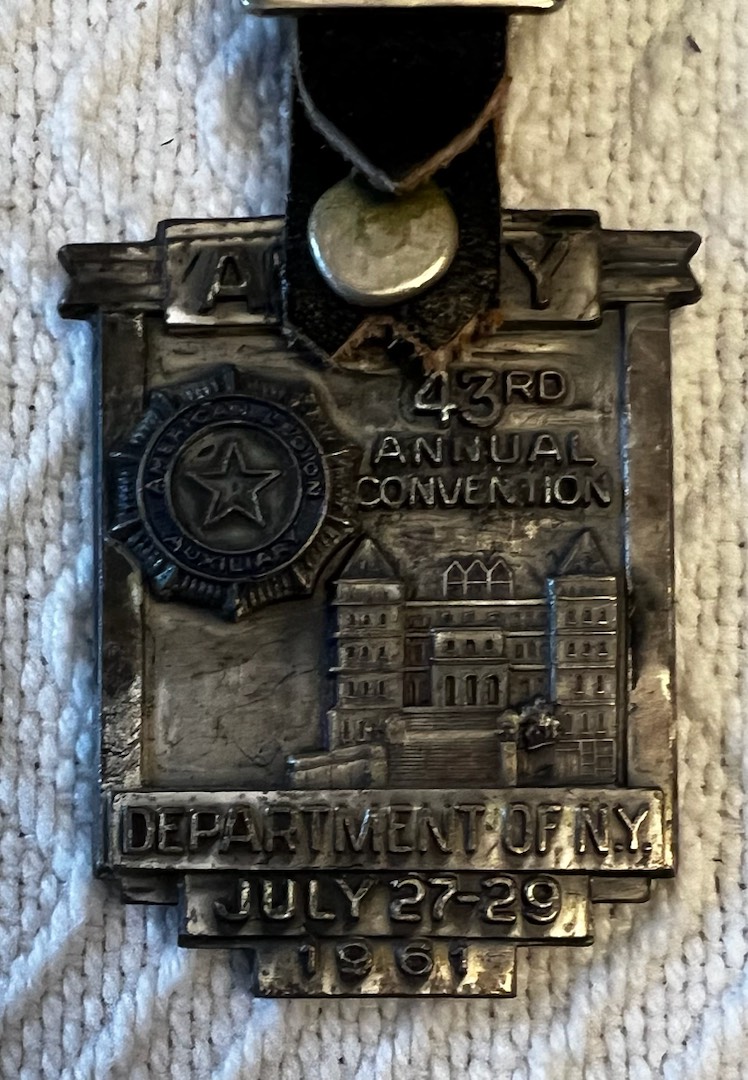 A Y
AMERICAN LEGION
AUXILIARY
43RD
ANNUAL
CONVENTION
DEPARTMENT OF N.Y.
JULY 27-29
1961